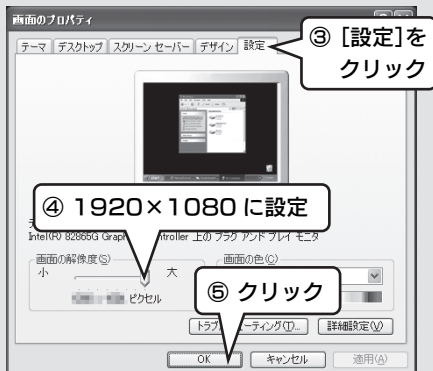 画面のプロパティ
テーマ デスクトップ スクリーン セーバー デザイン 設定
③ [設定]を
クリック
④ 1920×1080 に設定
Intel(R) 82865G Grap ntroller 上の プラグ アンド プレイ モニタ
画面の解像度(S)
小 大
ピクセル
画面の色(C)
⑤ クリック
トラブ ューティング(T)... 詳細設定(V)
OK キャンセル 適用(A)